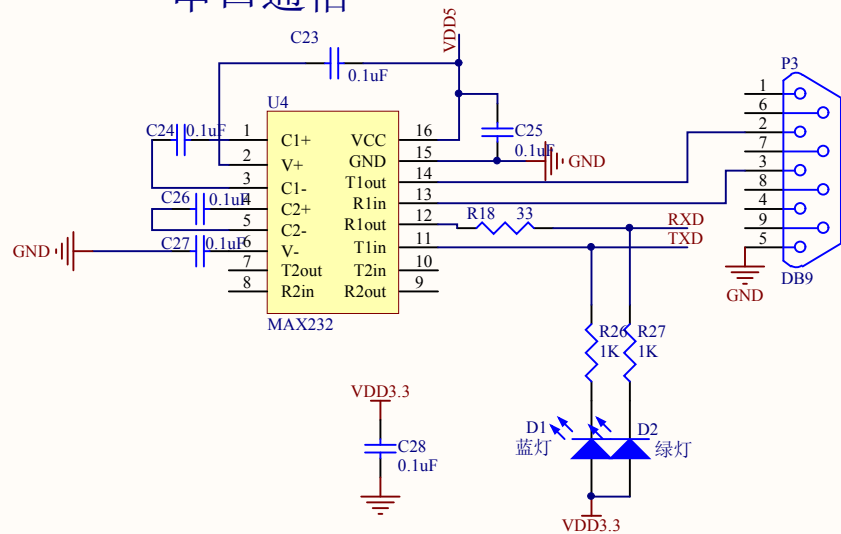 串口通信
C23
0.1uF
VDD5
P3
U4
C24
0.1uF
1
C1+
VCC
16
2
V+
GND
15
C25
0.1uF
GND
3
C1-
T1out
14
4
C2+
R1in
13
C26
0.1uF
5
C2-
R1out
12
R18
33
RXD
GND
C27
0.1uF
6
V-
T1in
11
TXD
7
T2out
T2in
10
8
R2in
R2out
9
MAX232
1
6
2
7
3
8
4
9
5
GND
DB9
R26
1K
R27
1K
VDD3.3
C28
0.1uF
D1
蓝灯
D2
绿灯
VDD3.3